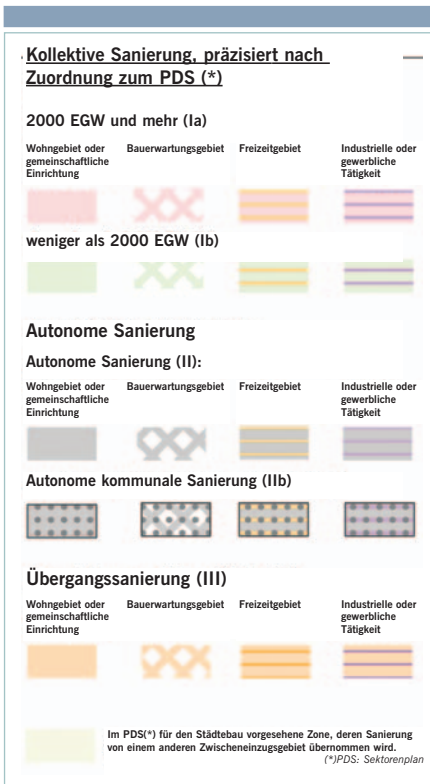 Kollektive Sanierung, präzisiert nach
Zuordnung zum PDS (*)
2000 EGW und mehr (Ia)
Wohngebiet oder
gemeinschaftliche
Einrichtung
Bauerwartungsgebiet
Freizeitgebiet
Industrielle oder
gewerbliche
Tätigkeit
weniger als 2000 EGW (Ib)
Autonome Sanierung
Autonome Sanierung (II):
Wohngebiet oder
gemeinschaftliche
Einrichtung
Bauerwartungsgebiet
Freizeitgebiet
Industrielle oder
gewerbliche
Tätigkeit
Autonome kommunale Sanierung (IIb)
Übergangssanierung (III)
Wohngebiet oder
gemeinschaftliche
Einrichtung
Bauerwartungsgebiet
Freizeitgebiet
Industrielle oder
gewerbliche
Tätigkeit
Im PDS(*) für den Städtebau vorgesehene Zone, deren Sanierung
von einem anderen Zwischeneinzugsgebiet übernommen wird.
(*)PDS: Sektorenplan